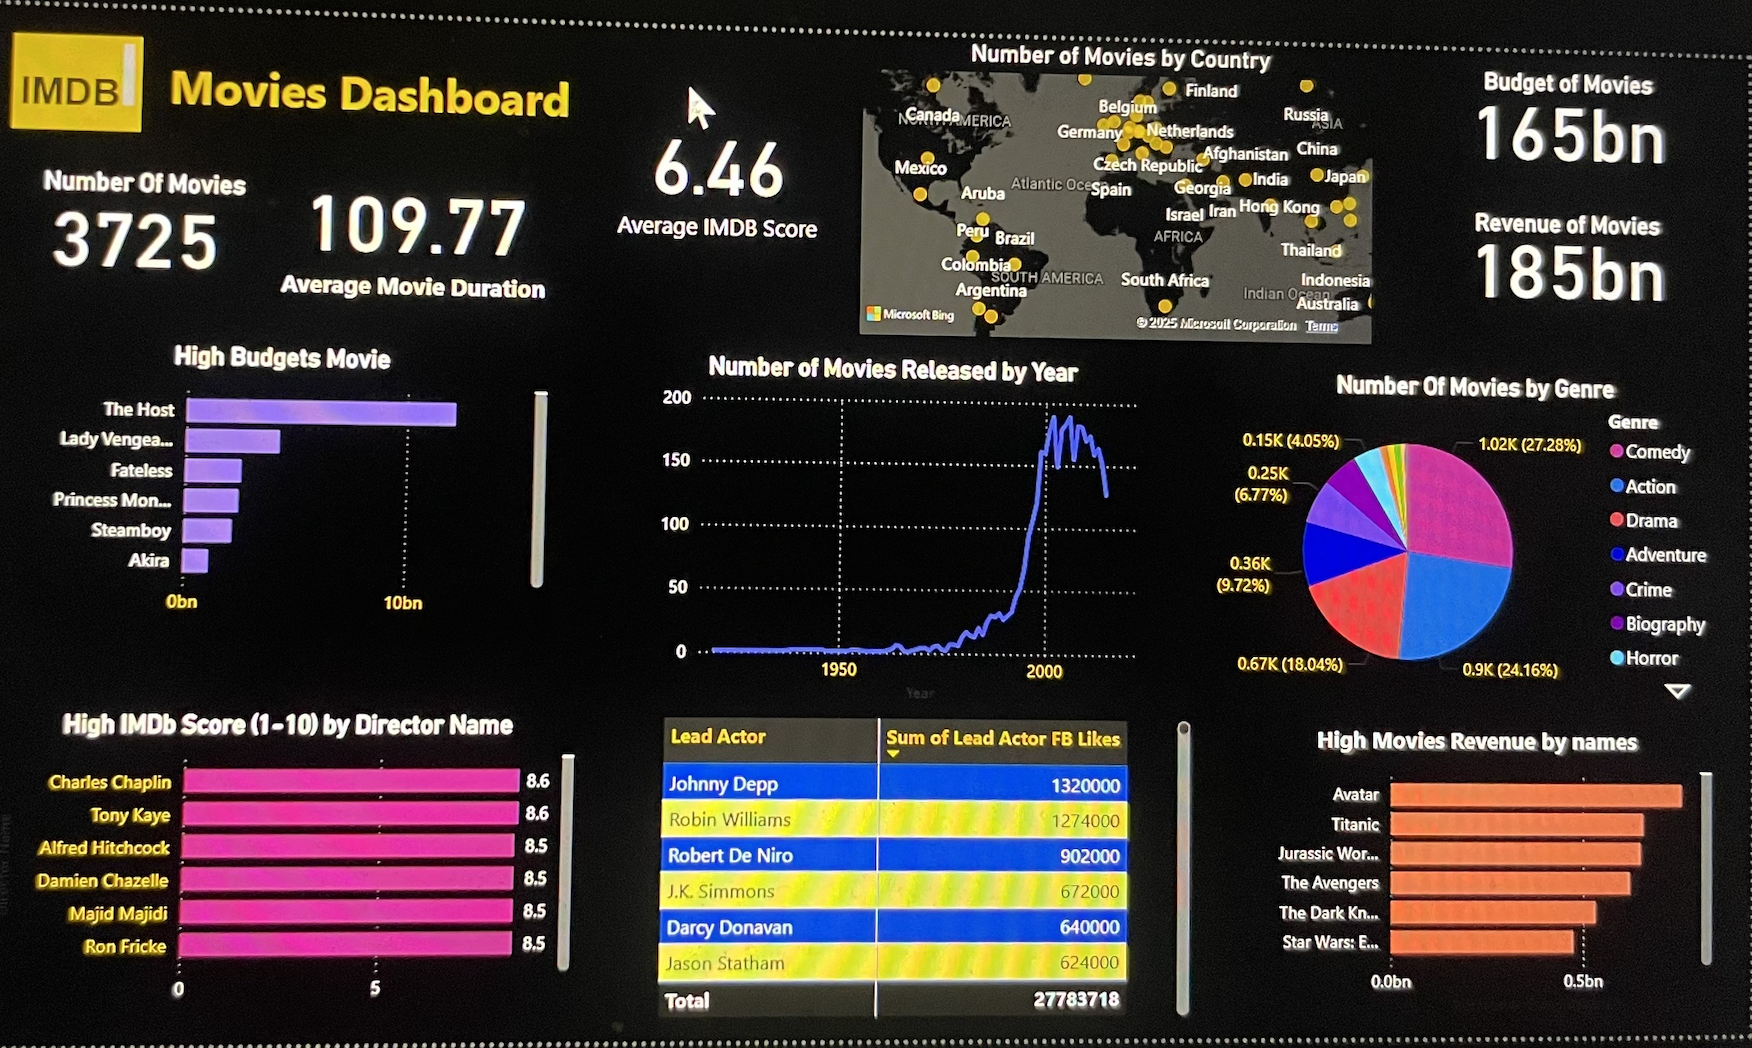 IMDB
Movies Dashboard
Number Of Movies
3725
109.77
Average Movie Duration
6.46
Average IMDB Score
Number of Movies by Country
Canada
NORTH AMERICA
Finland
Belgium
Russia
ASIA
Germany
Netherlands
Mexico
Czech Republic
Afghanistan
China
Aruba
Atlantic Oce
Spain
Georgia
India
Japan
Israel
Iran
Hong Kong
Peru
Brazil
AFRICA
Thailand
Colombia
SOUTH AMERICA
South Africa
Indonesia
Argentina
Indian Ocean
Australia
Microsoft Bing
© 2025 Microsoft Corporation Terms
Budget of Movies
165bn
Revenue of Movies
185bn
High Budgets Movie
The Host
Lady Vengea...
Fateless
Princess Mon...
Steamboy
Akira
0bn 10bn
Number of Movies Released by Year
200
150
100
50
0
1950 2000
Year
Number Of Movies by Genre
0.15K (4.05%)
1.02K (27.28%)
0.25K
(6.77%)
0.36K
(9.72%)
0.67K (18.04%)
0.9K (24.16%)
Genre
Comedy
Action
Drama
Adventure
Crime
Biography
Horror
High IMDb Score (1-10) by Director Name
Charles Chaplin 8.6
Tony Kaye 8.6
Alfred Hitchcock 8.5
Damien Chazelle 8.5
Majid Majidi 8.5
Ron Fricke 8.5
0 5
Lead Actor Sum of Lead Actor FB Likes
Johnny Depp 1320000
Robin Williams 1274000
Robert De Niro 902000
J.K. Simmons 672000
Darcy Donavan 640000
Jason Statham 624000
Total 27783718
High Movies Revenue by names
Avatar
Titanic
Jurassic Wor...
The Avengers
The Dark Kn...
Star Wars: E...
0.0bn 0.5bn